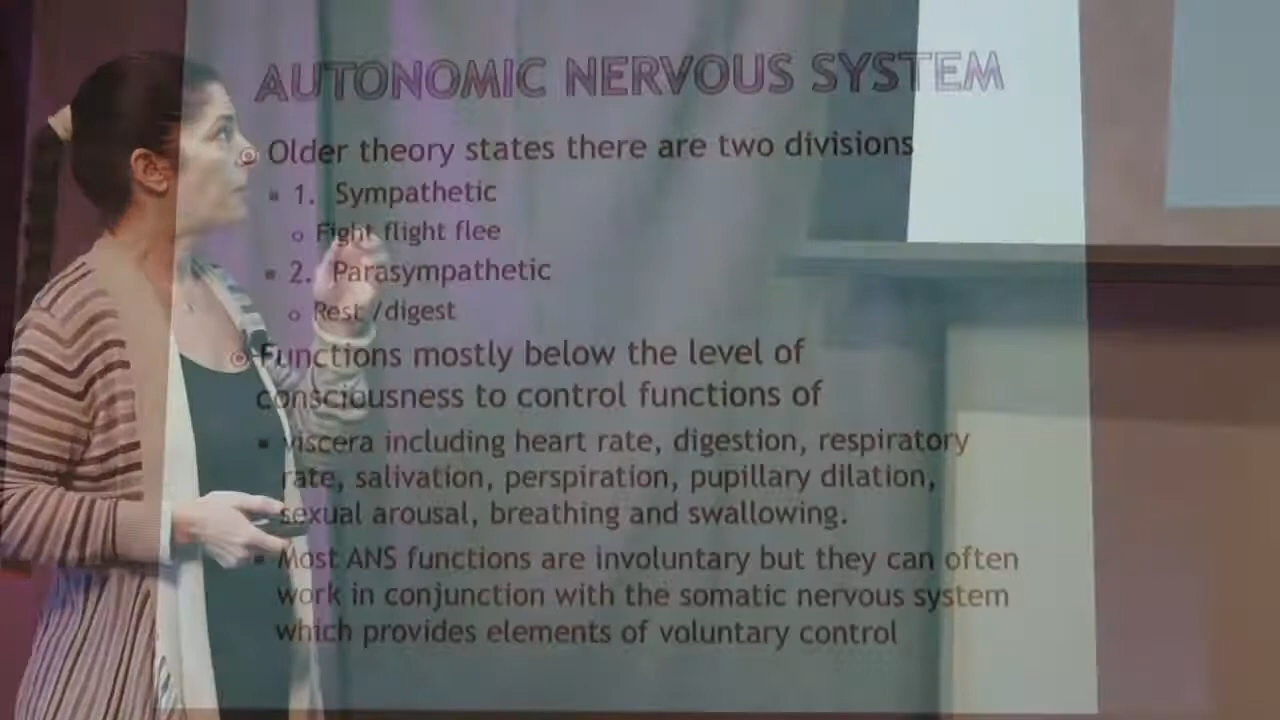 AUTONOMIC NERVOUS SYSTEM
Older theory states there are two divisions
1. Sympathetic
Fight flight flee
2. Parasympathetic
Rest /digest
Functions mostly below the level of
consciousness to control functions of
viscera including heart rate, digestion, respiratory
rate, salivation, perspiration, pupillary dilation,
sexual arousal, breathing and swallowing.
Most ANS functions are involuntary but they can often
work in conjunction with the somatic nervous system
which provides elements of voluntary control